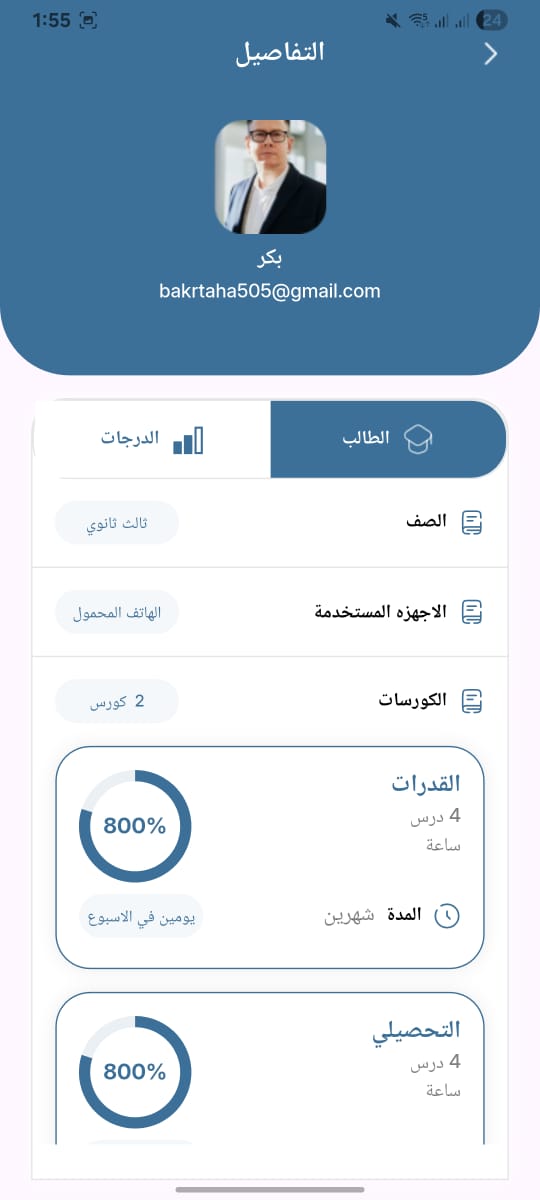 1:55
24
التفاصيل
بكر
bakrtaha505@gmail.com
الطالب
الدرجات
الصف
ثالث ثانوي
الاجهزه المستخدمة
الهاتف المحمول
الكورسات
2 كورس
القدرات
4 درس
ساعة
800%
المدة شهرين
يومين في الاسبوع
التحصيلي
4 درس
ساعة
800%